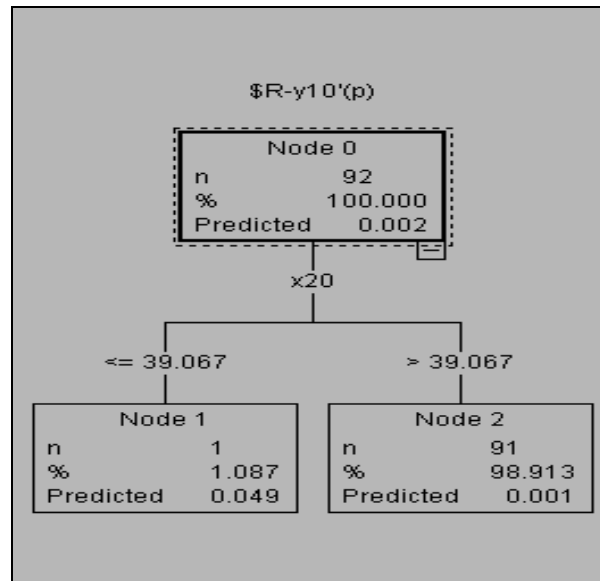 $R-y10'(p)
Node 0
n 92
% 100.000
Predicted 0.002
x20
<= 39.067 > 39.067
Node 1
n 1
% 1.087
Predicted 0.049
Node 2
n 91
% 98.913
Predicted 0.001